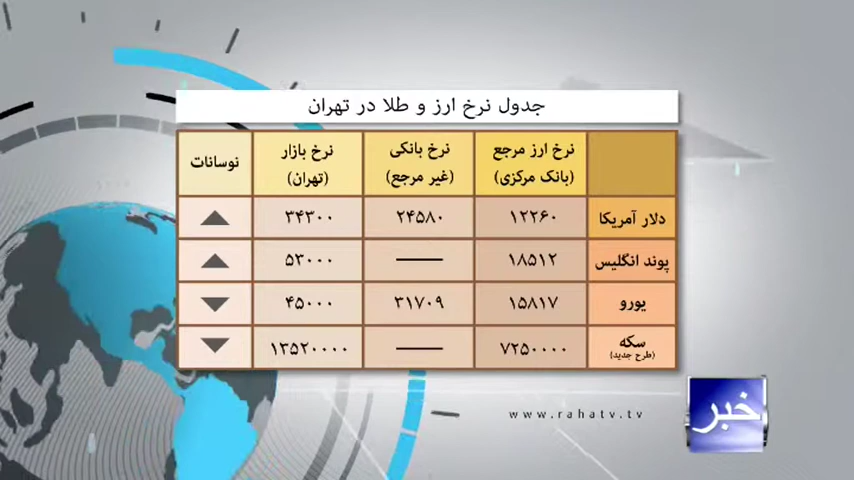 جدول نرخ ارز و طلا در تهران
نرخ ارز مرجع (بانک مرکزی) نرخ بانکی (غیر مرجع) نرخ بازار (تهران) نوسانات
دلار آمریکا ۱۲۲۶۰ ۲۴۵۸۰ ۳۴۳۰۰ ▲
پوند انگلیس ۱۸۵۱۲ —— ۵۳۰۰۰ ▲
یورو ۱۵۸۱۷ ۳۱۷۰۹ ۴۵۰۰۰ ▼
سکه (طرح جدید) ۷۲۵۰۰۰۰ —— ۱۳۵۲۰۰۰۰ ▼
www.rahatv.tv
خبر